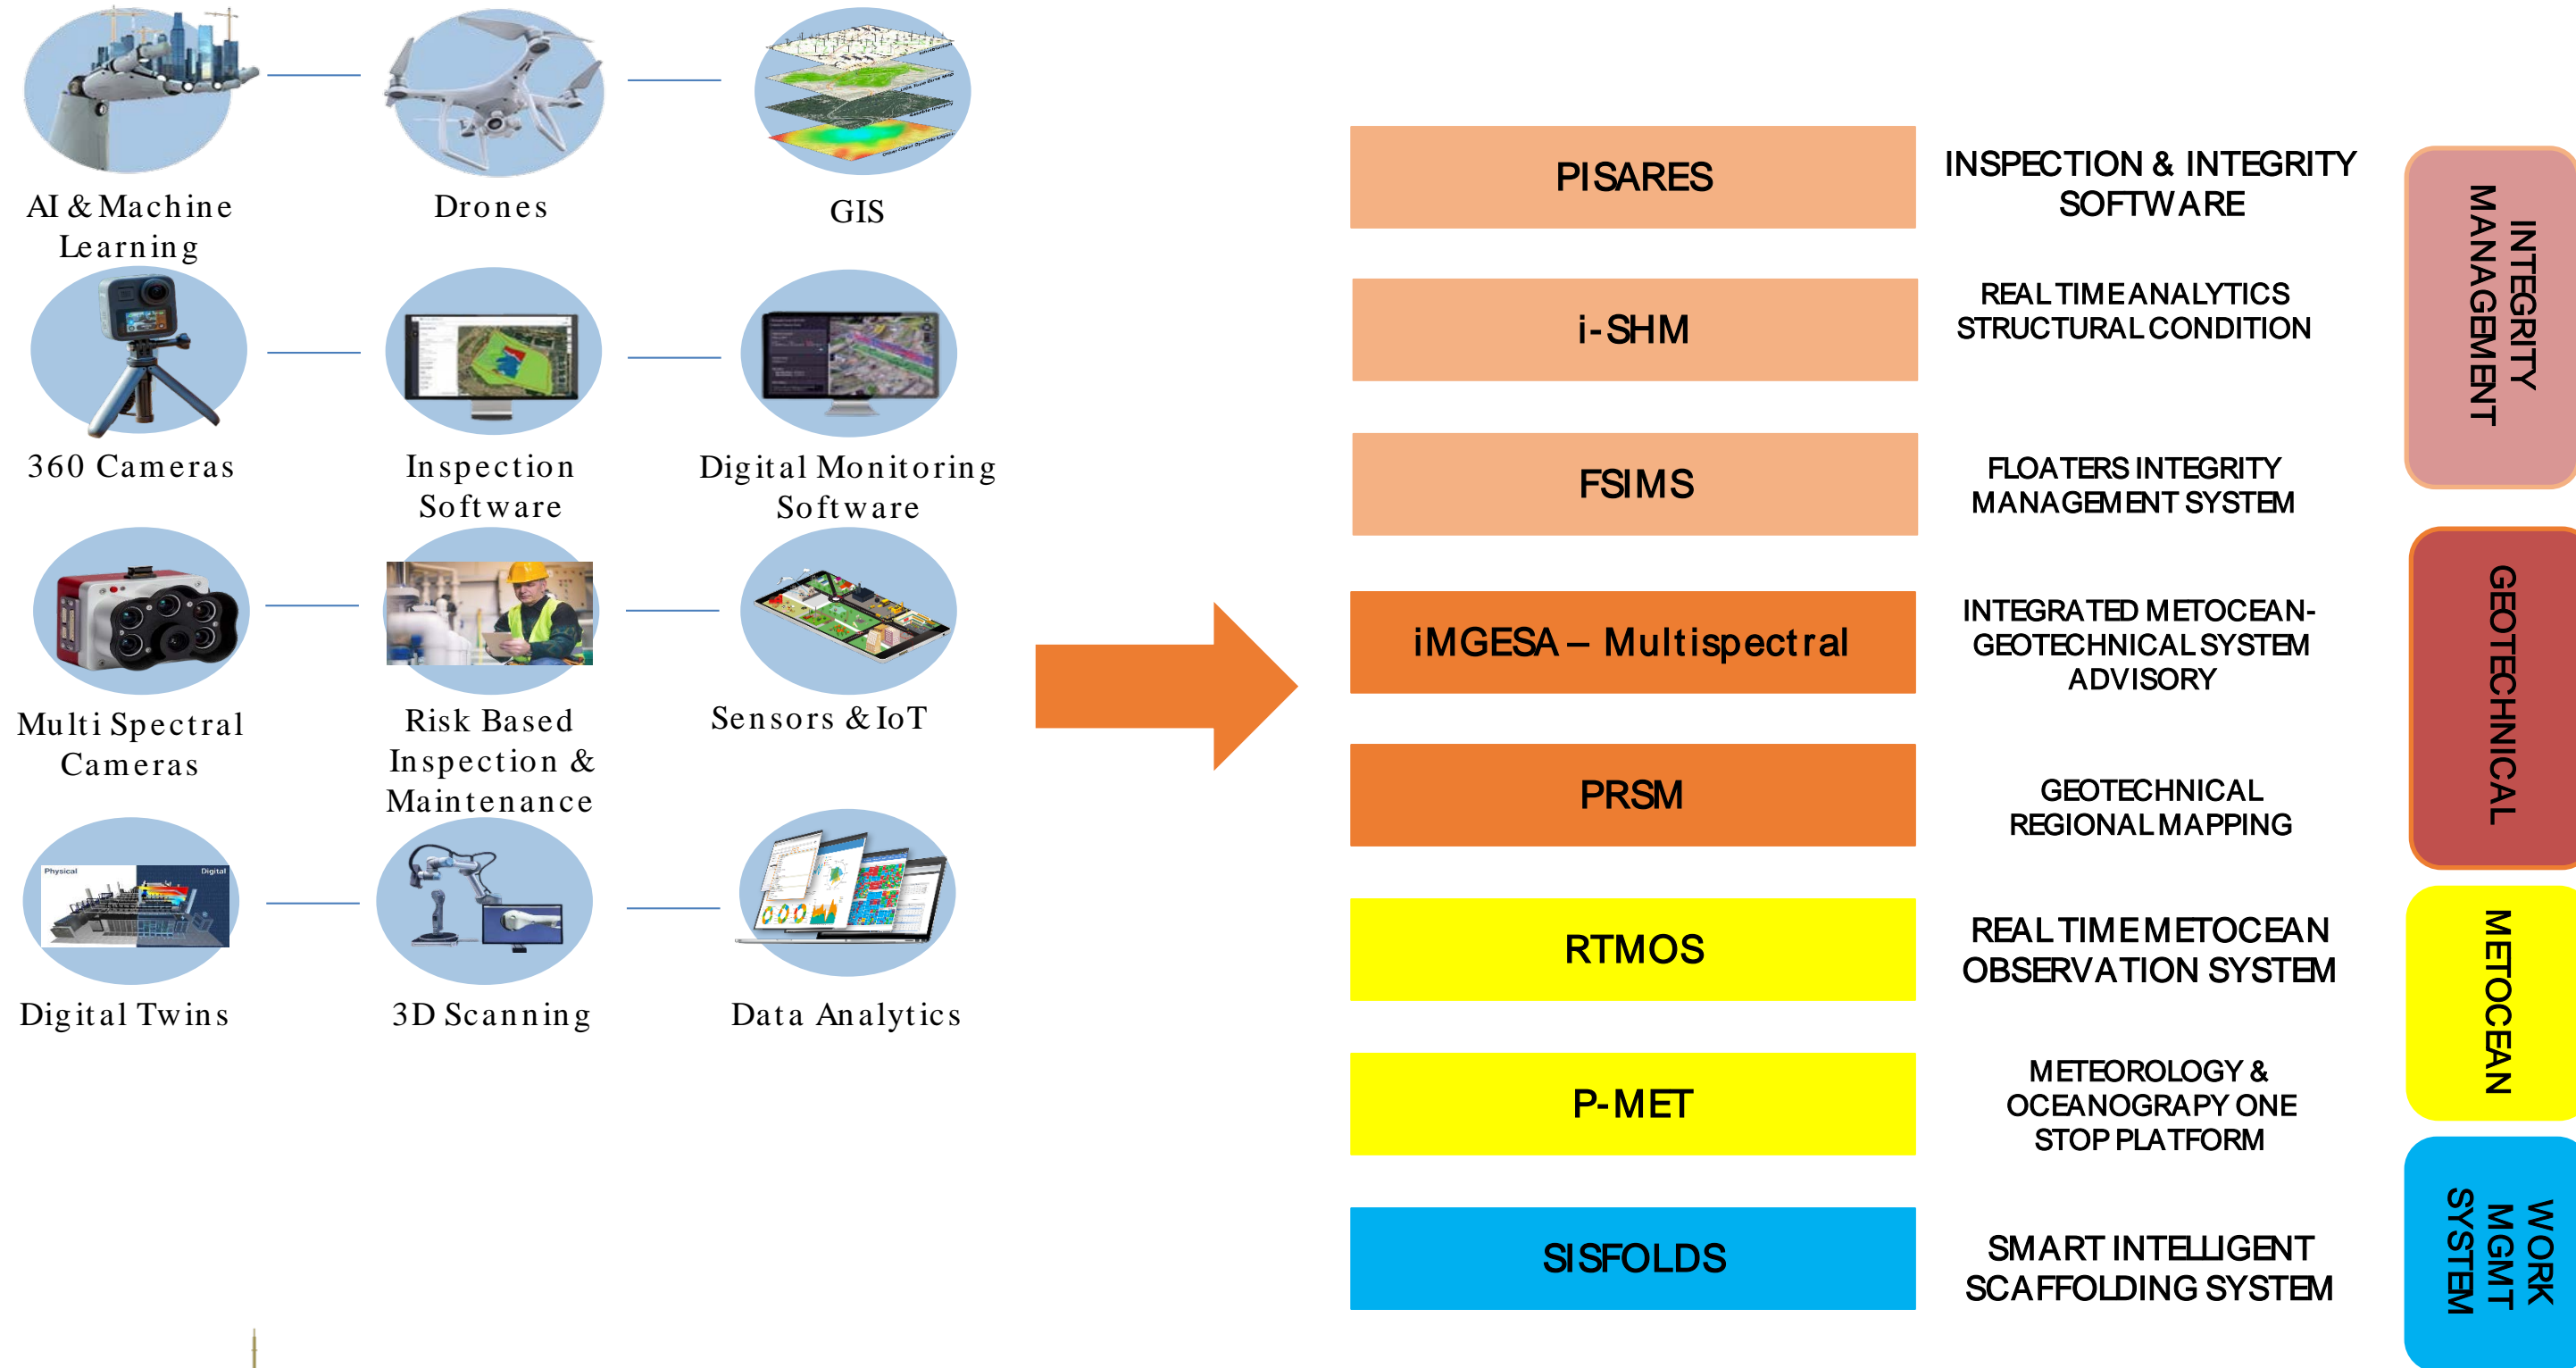 AI & Machine
Learning
Drones
GIS
360 Cameras
Inspection
Software
Digital Monitoring
Software
Multi Spectral
Cameras
Risk Based
Inspection &
Maintenance
Sensors & IoT
Physical
Digital
Digital Twins
3D Scanning
Data Analytics
PISARES
INSPECTION & INTEGRITY
SOFTWARE
i-SHM
REAL TIME ANALYTICS
STRUCTURAL CONDITION
FSIMS
FLOATERS INTEGRITY
MANAGEMENT SYSTEM
INTEGRITY
MANAGEMENT
iMGESA – Multispectral
INTEGRATED METOCEAN-
GEOTECHNICAL SYSTEM
ADVISORY
PRSM
GEOTECHNICAL
REGIONAL MAPPING
GEOTECHNICAL
RTMOS
REAL TIME METOCEAN
OBSERVATION SYSTEM
P-MET
METEOROLOGY &
OCEANOGRAPY ONE
STOP PLATFORM
METOCEAN
SISFOLDS
SMART INTELLIGENT
SCAFFOLDING SYSTEM
WORK
MGMT
SYSTEM